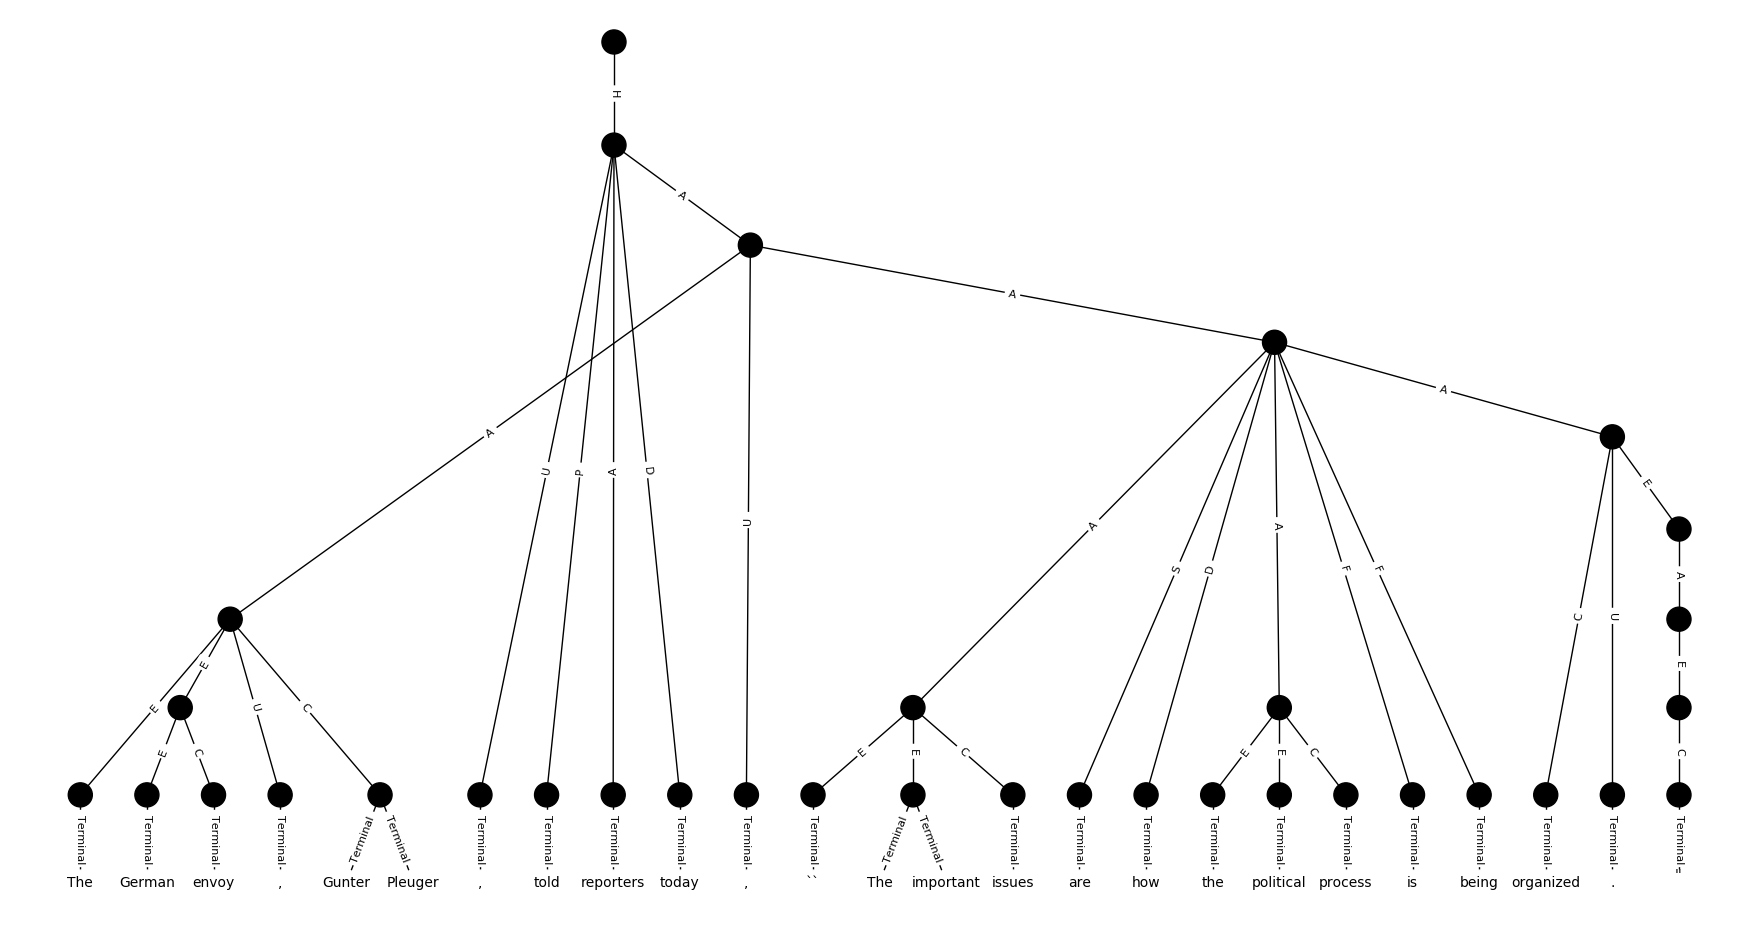 H
A
A
A
A
U
P
A
D
U
A
S
D
A
F
F
E
C
U
A
E
E
U
C
E
C
E
E
C
E
E
C
E
C
A
Terminal Terminal Terminal Terminal Terminal Terminal Terminal Terminal Terminal Terminal Terminal Terminal Terminal Terminal Terminal Terminal Terminal Terminal Terminal Terminal Terminal Terminal Terminal Terminal Terminal
The German envoy , Gunter Pleuger , told reporters today , `` The important issues are how the political process is being organized . "